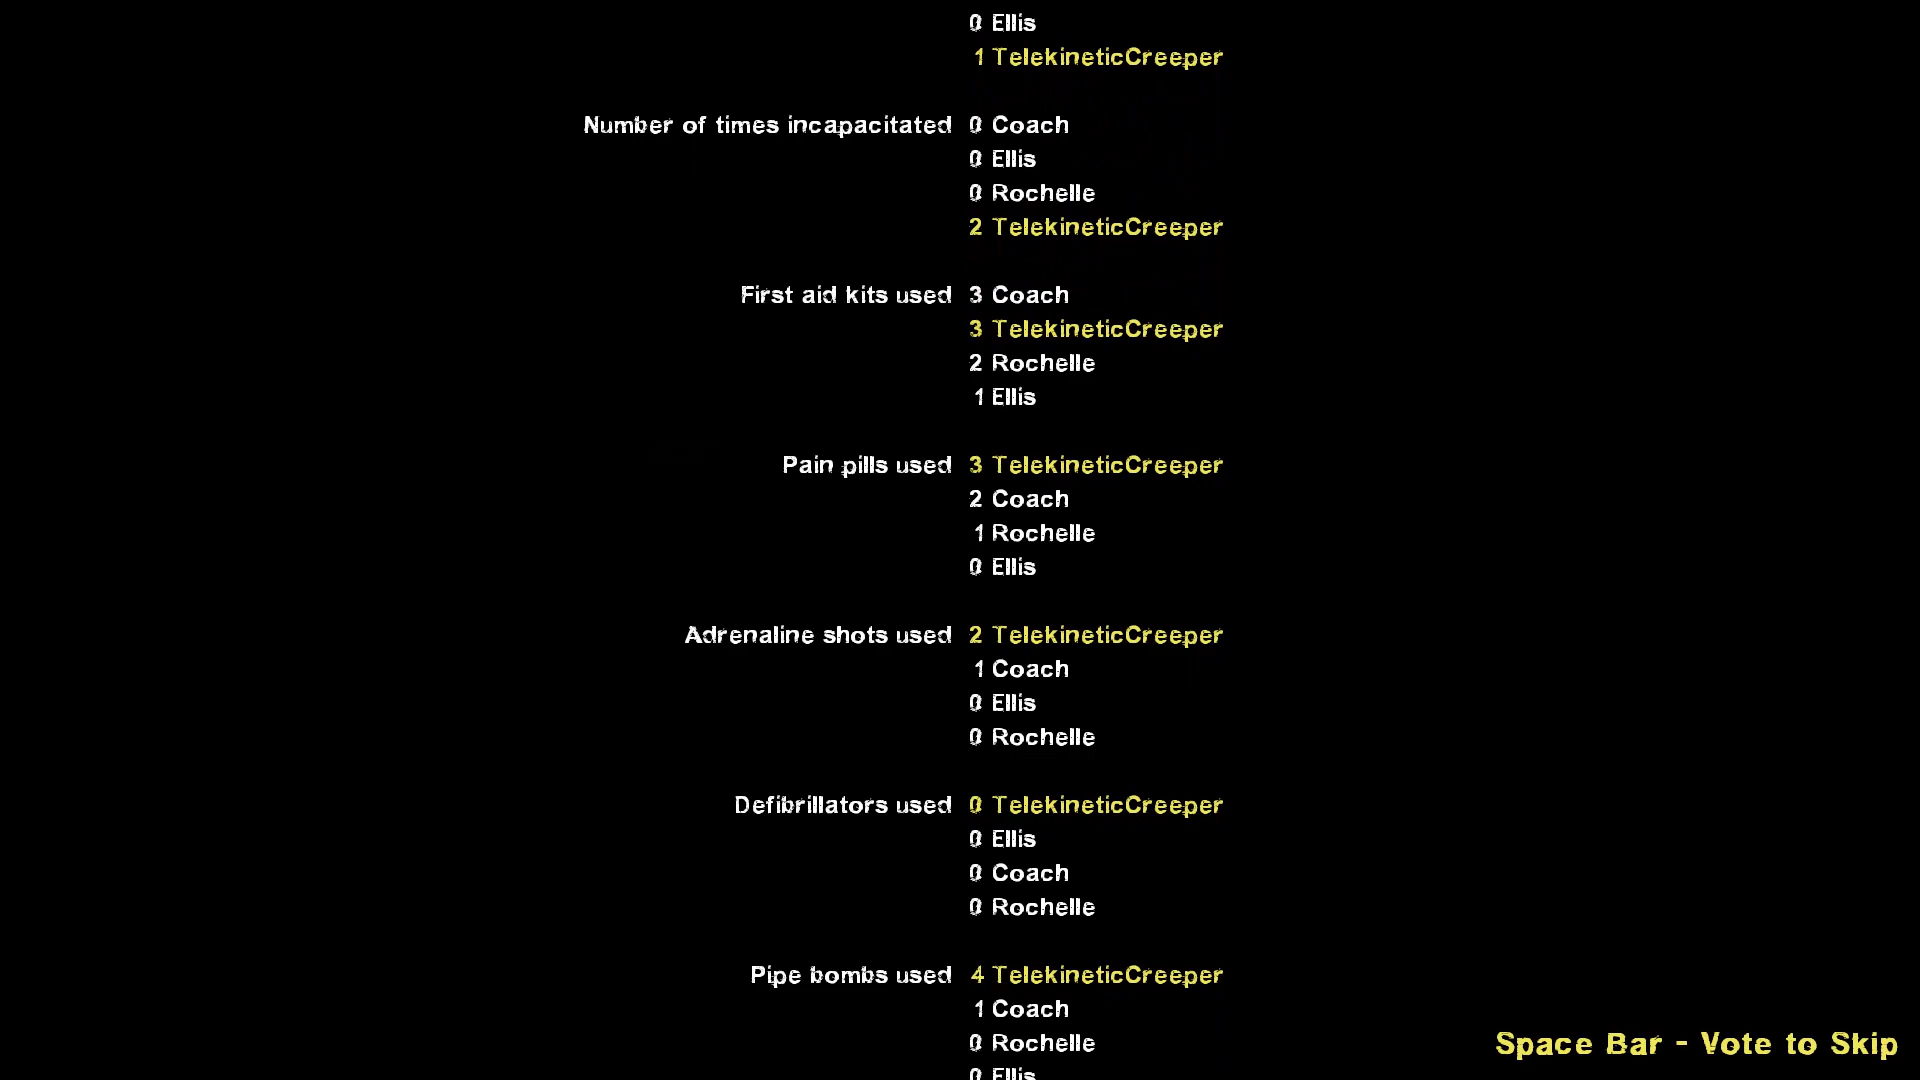 0 Ellis
1 TelekineticCreeper
Number of times incapacitated 0 Coach
0 Ellis
0 Rochelle
2 TelekineticCreeper
First aid kits used 3 Coach
3 TelekineticCreeper
2 Rochelle
1 Ellis
Pain pills used 3 TelekineticCreeper
2 Coach
1 Rochelle
0 Ellis
Adrenaline shots used 2 TelekineticCreeper
1 Coach
0 Ellis
0 Rochelle
Defibrillators used 0 TelekineticCreeper
0 Ellis
0 Coach
0 Rochelle
Pipe bombs used 4 TelekineticCreeper
1 Coach
0 Rochelle
0 Ellis
Space Bar - Vote to Skip